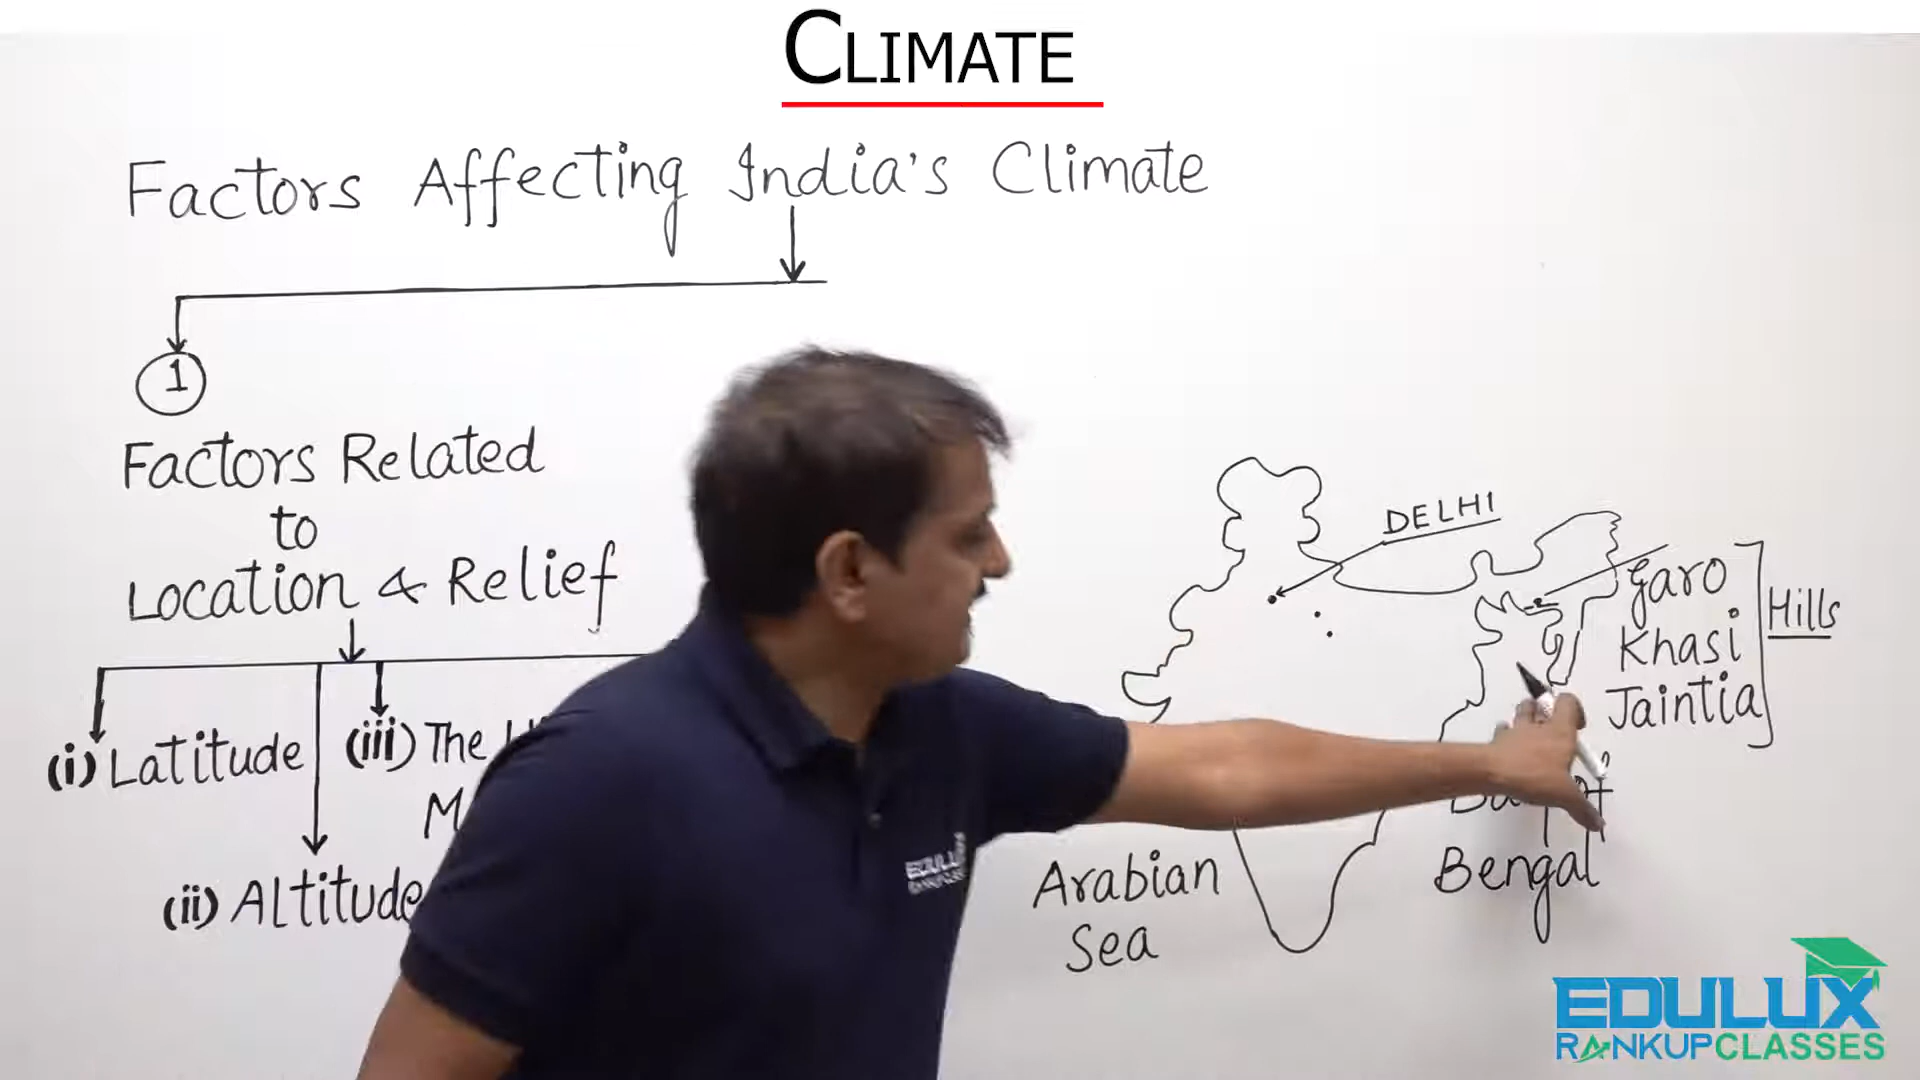 CLIMATE
Factors Affecting India's Climate
1
Factors Related
to
Location & Relief
(i) Latitude
(iii) The
M
(ii) Altitude
DELHI
Garo
Khasi
Jaintia
Hills
Bengal
Arabian
Sea
EDULUX
RANKUPCLASSES